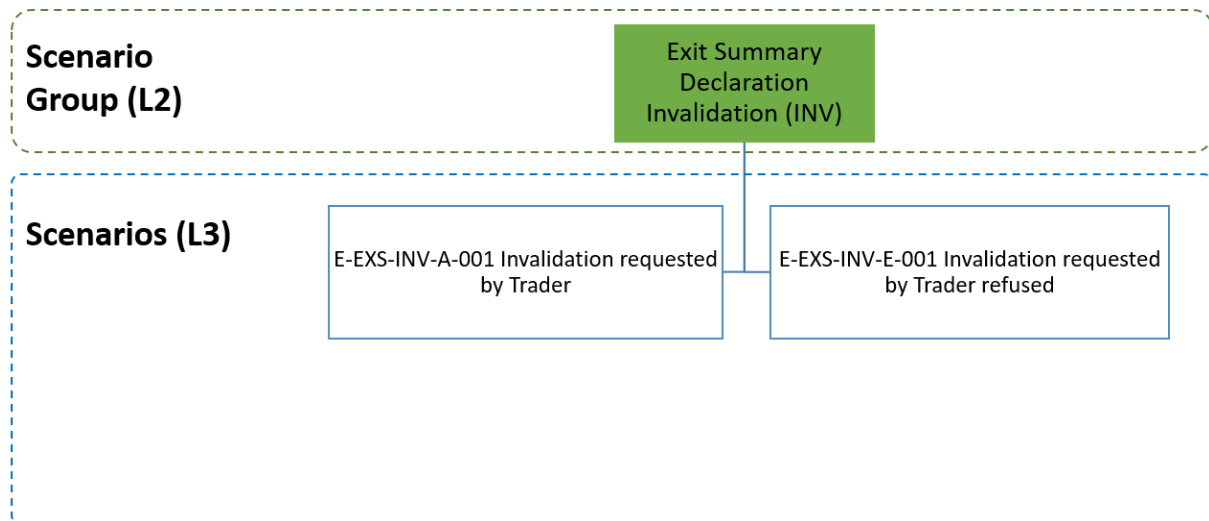 Scenario
Group (L2)
Exit Summary
Declaration
Invalidation (INV)
Scenarios (L3)
E-EXS-INV-A-001 Invalidation requested
by Trader
E-EXS-INV-E-001 Invalidation requested
by Trader refused